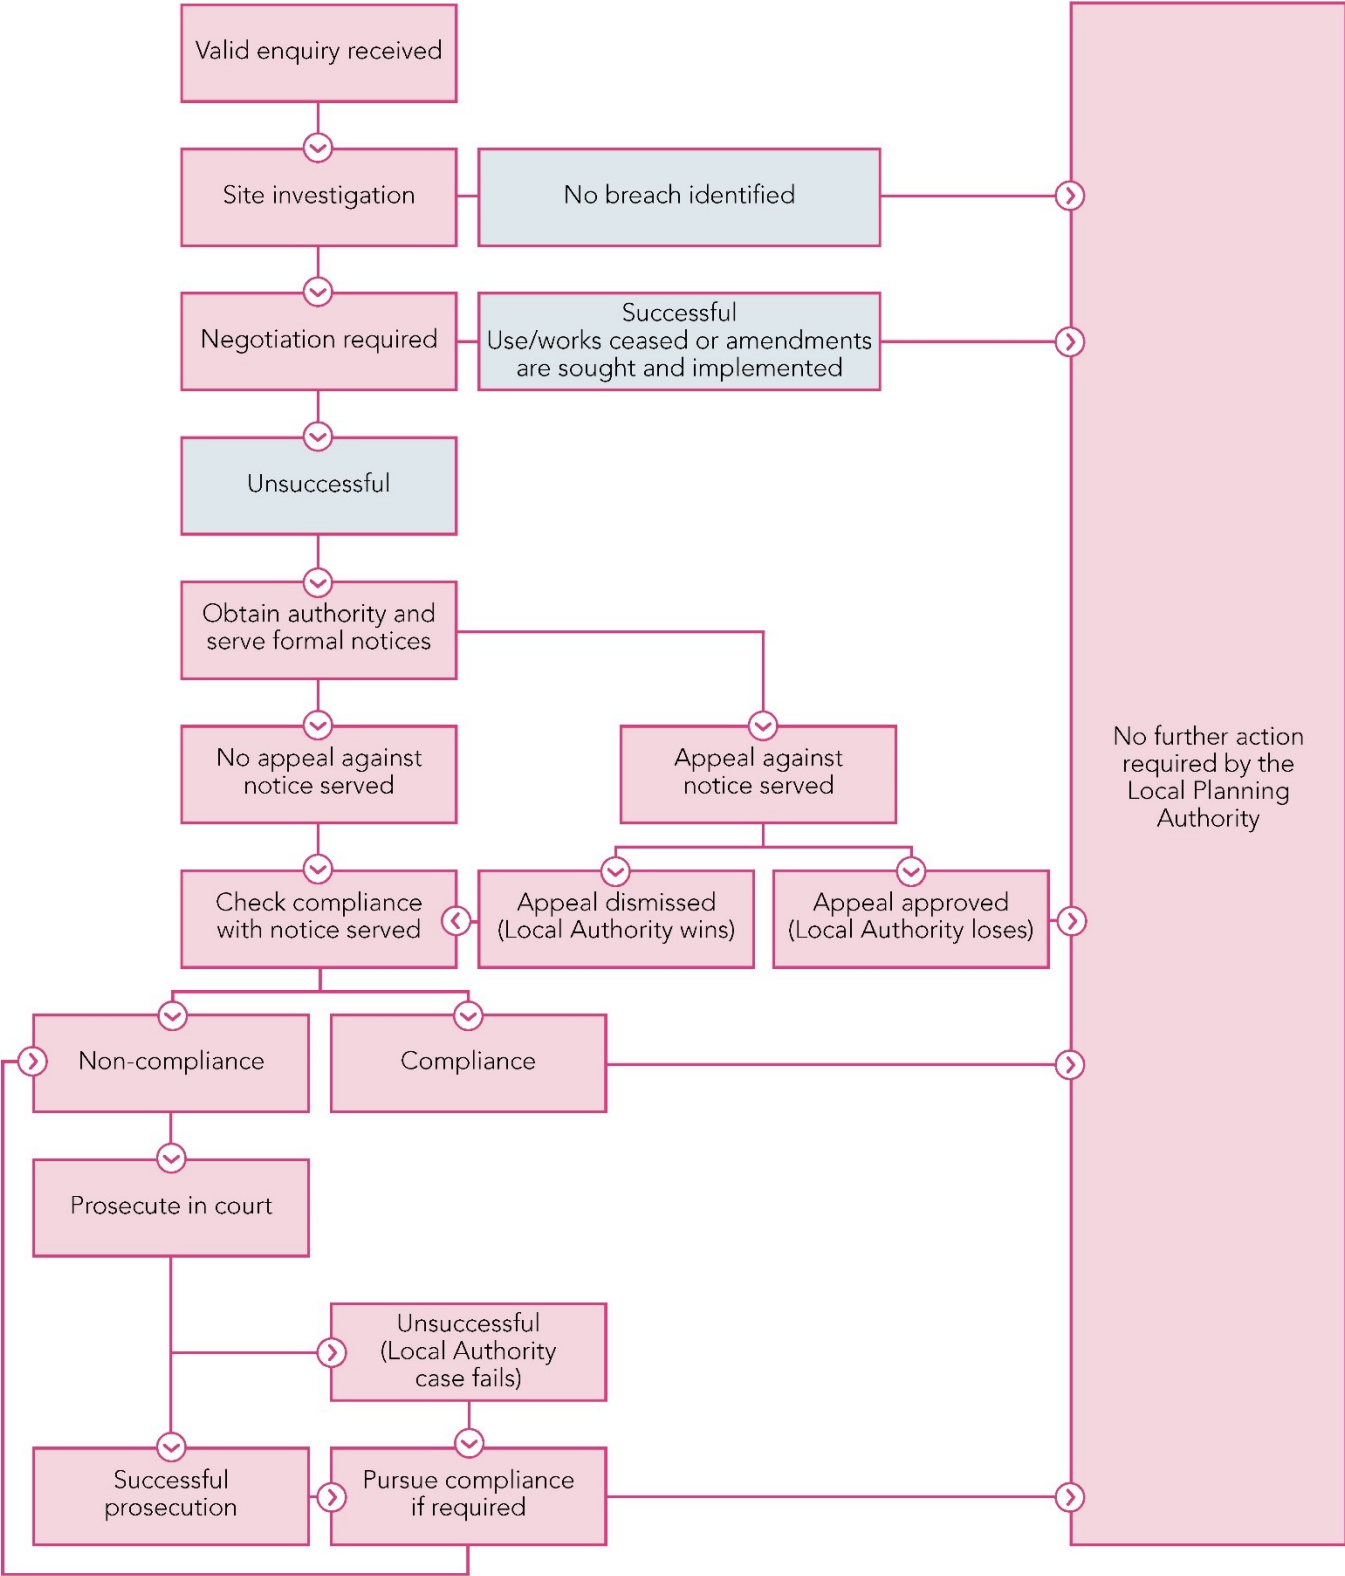 Valid enquiry received
Site investigation
No breach identified
Negotiation required
Successful
Use/works ceased or amendments
are sought and implemented
Unsuccessful
Obtain authority and
serve formal notices
No appeal against
notice served
Appeal against
notice served
No further action
required by the
Local Planning
Authority
Check compliance
with notice served
Appeal dismissed
(Local Authority wins)
Appeal approved
(Local Authority loses)
Non-compliance
Compliance
Prosecute in court
Unsuccessful
(Local Authority
case fails)
Successful
prosecution
Pursue compliance
if required